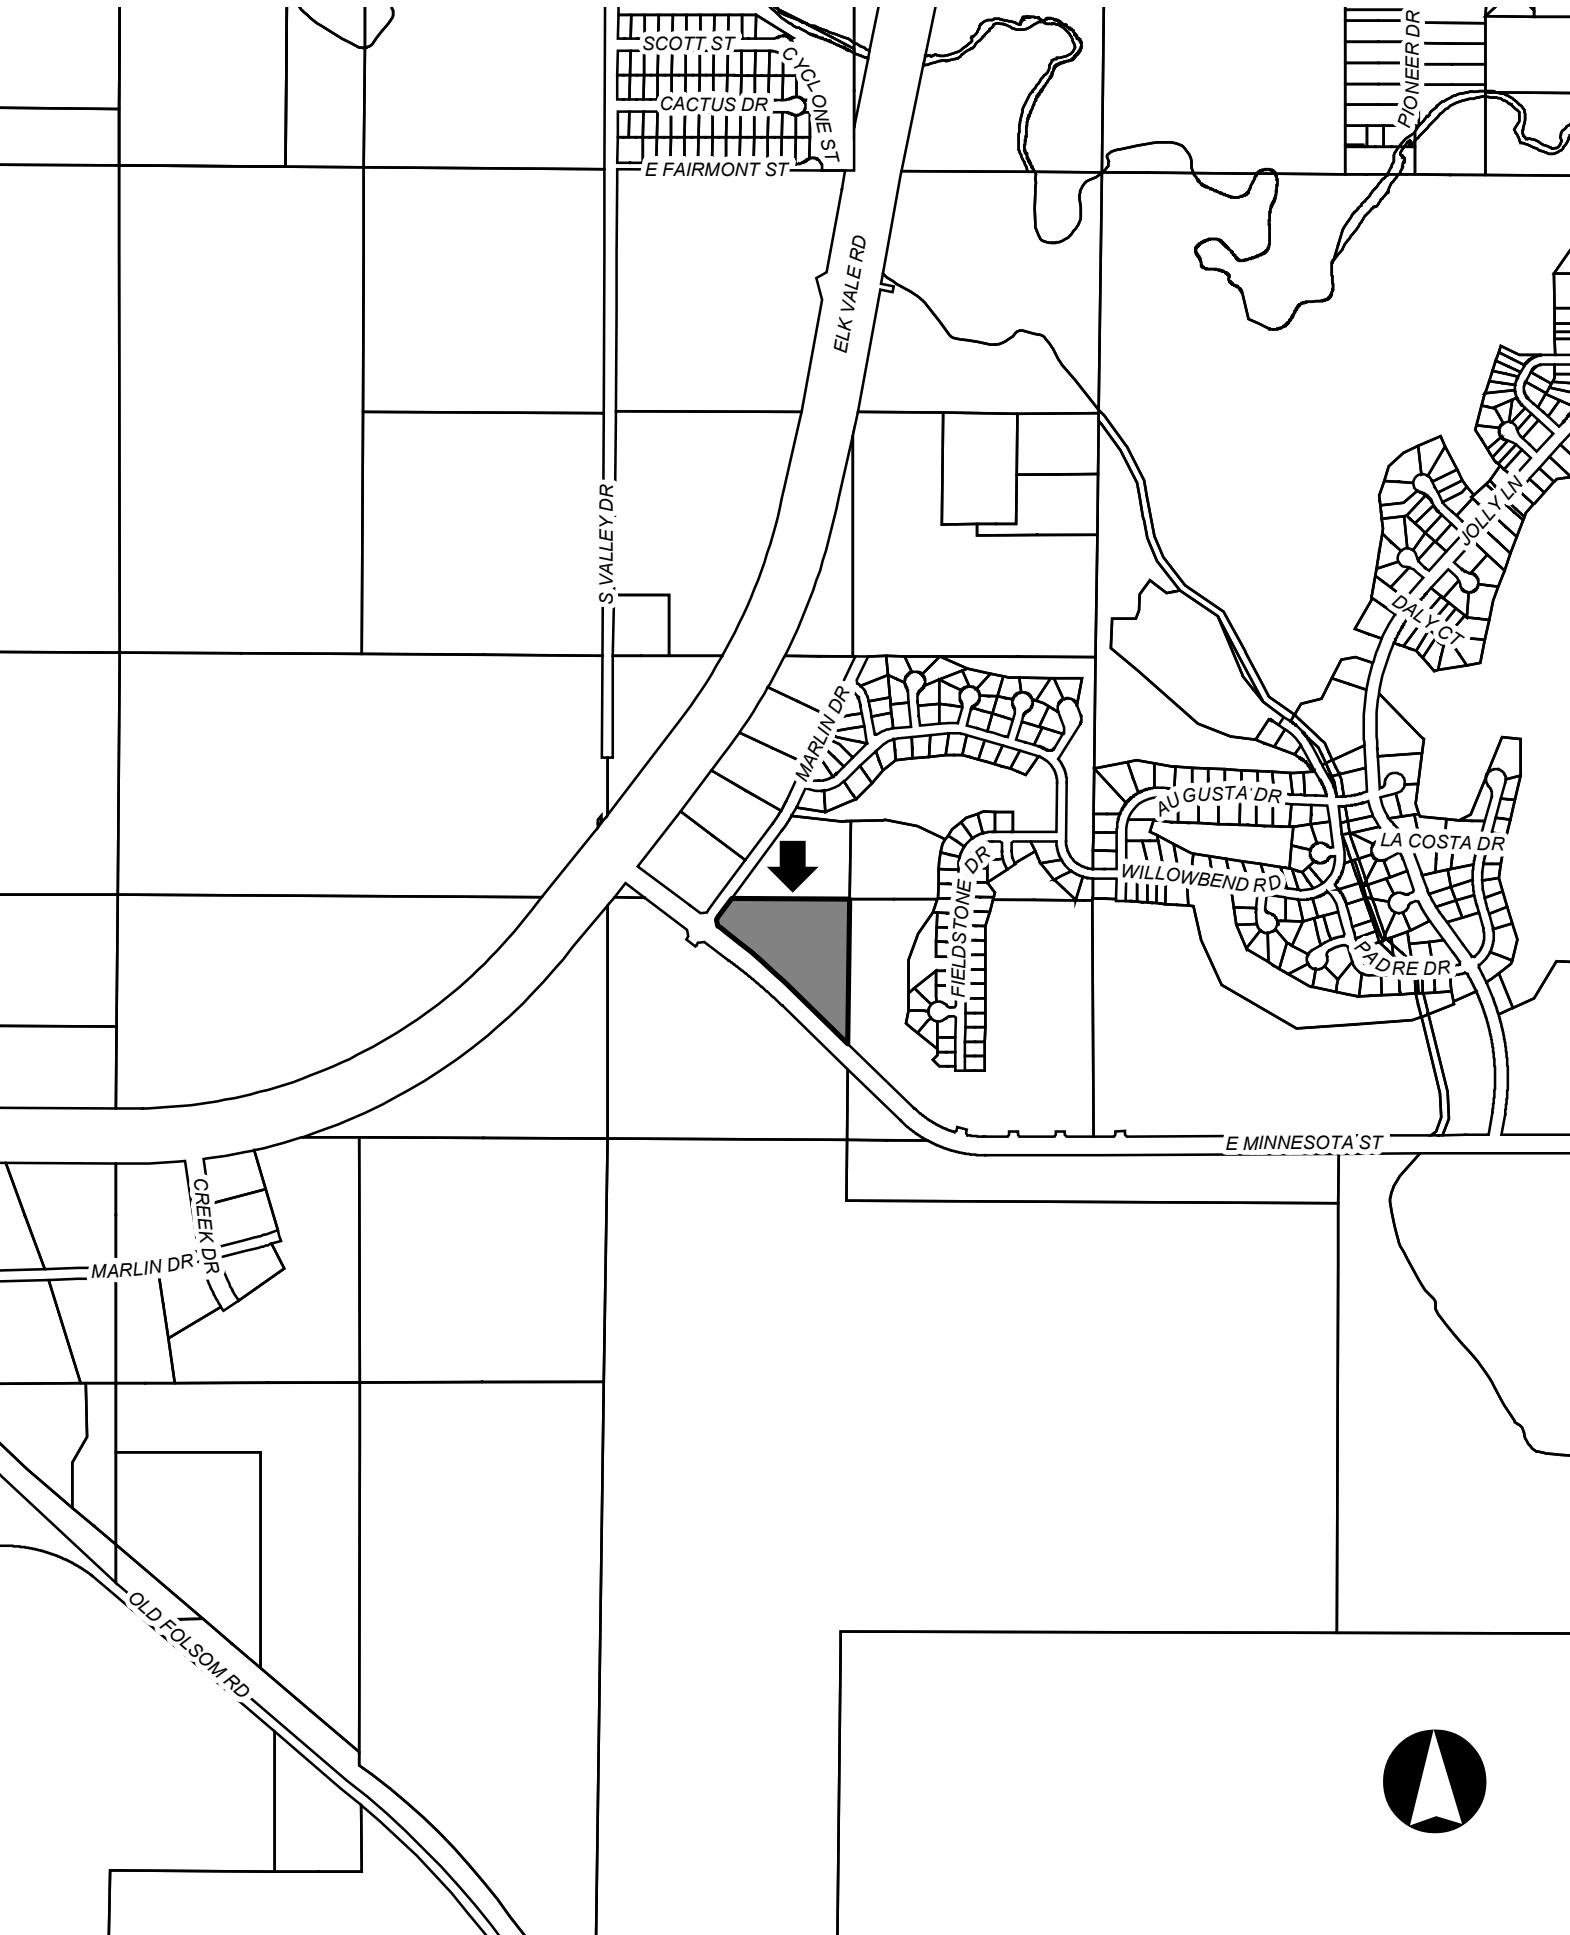 SCOTT ST
CYCLONE ST
PIONEER DR
CACTUS DR
E FAIRMONT ST
ELK VALE RD
S VALLEY DR
JOLLY LN
DALY CT
MARLIN DR
AUGUSTA DR
LA COSTA DR
FIELDSTONE DR
WILLOWBEND RD
PADRE DR
E MINNESOTA ST
CREEK DR
MARLIN DR
OLD FOLSOM RD